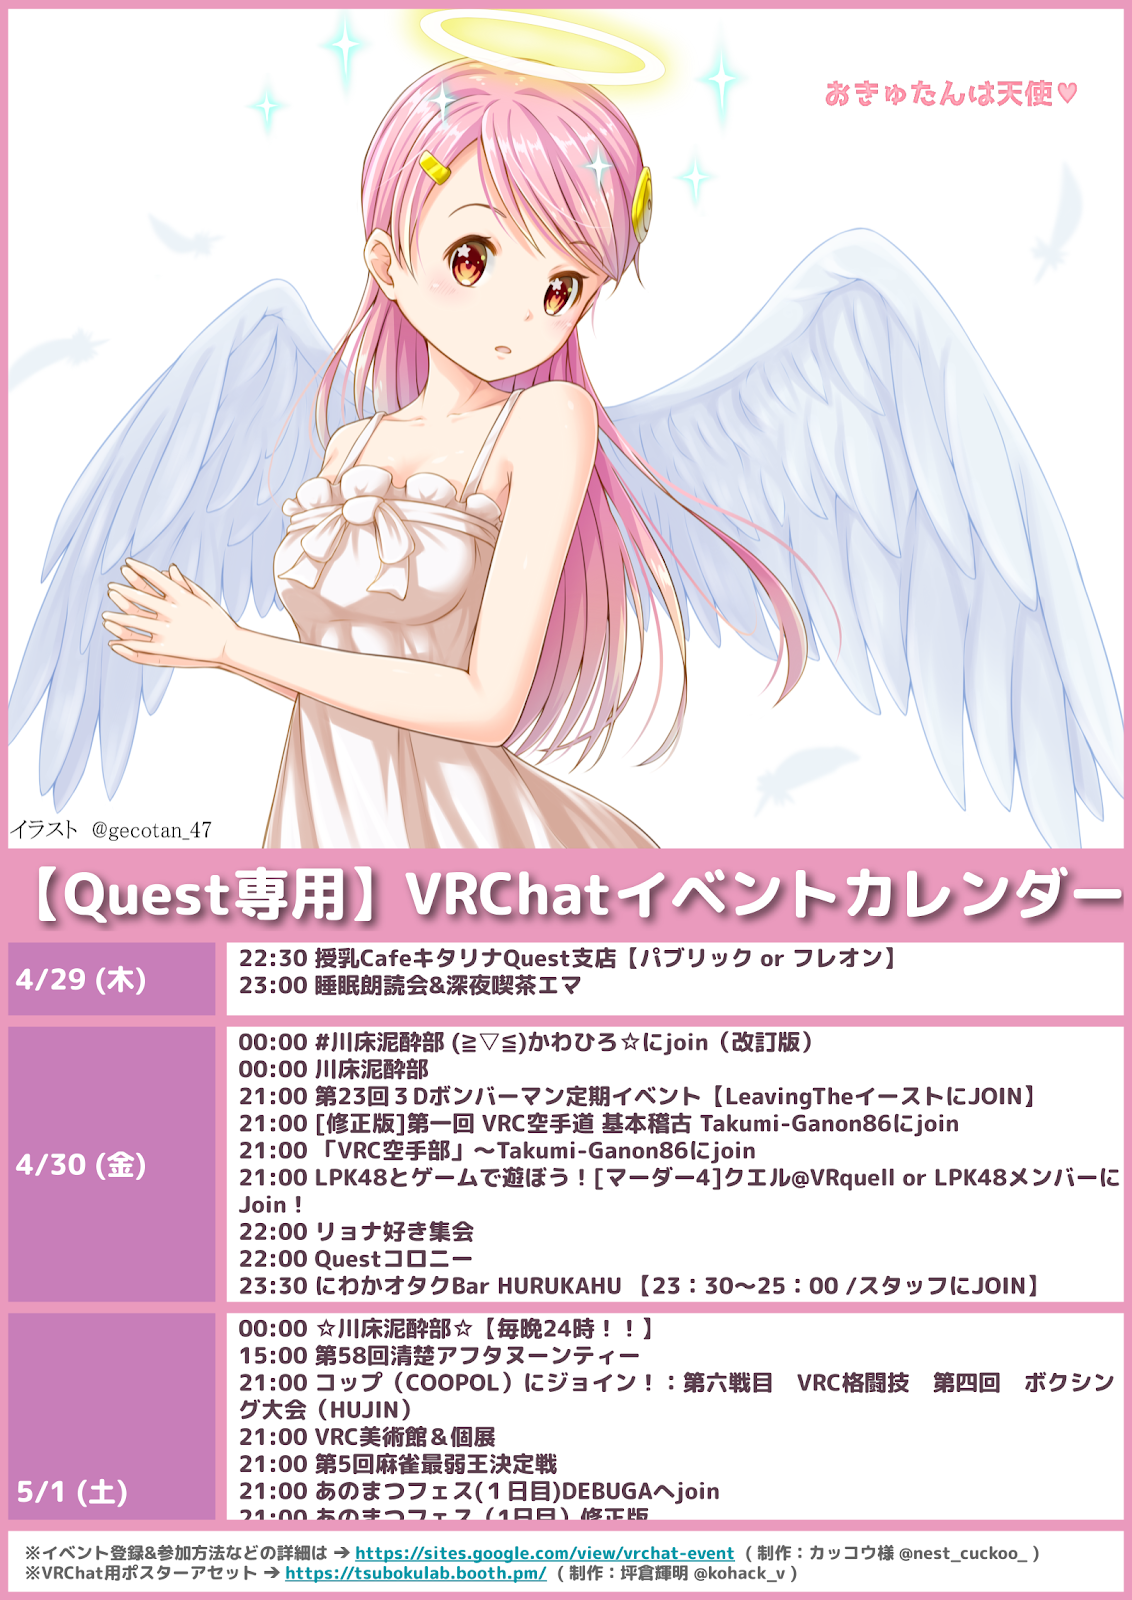 おきゅたんは天使♥
イラスト @gecotan_47
【Quest専用】VRChatイベントカレンダー
4/29 (木)
22:30 授乳CafeキタリナQuest支店【パブリック or フレオン】
23:00 睡眠朗読会&深夜喫茶エマ
4/30 (金)
00:00 #川床泥酔部 (≧▽≦)かわひろ☆にjoin（改訂版）
00:00 川床泥酔部
21:00 第23回３Dボンバーマン定期イベント【LeavingTheイーストにJOIN】
21:00 [修正版]第一回 VRC空手道 基本稽古 Takumi-Ganon86にjoin
21:00 「VRC空手部」～Takumi-Ganon86にjoin
21:00 LPK48とゲームで遊ぼう！[マーダー4]クエル@VRquell or LPK48メンバーに
Join！
22:00 リョナ好き集会
22:00 Questコロニー
23:30 にわかオタクBar HURUKAHU 【23：30～25：00 /スタッフにJOIN】
5/1 (土)
00:00 ☆川床泥酔部☆【毎晩24時！！】
15:00 第58回清楚アフタヌーンティー
21:00 コップ（COOPOL）にジョイン！：第六戦目　VRC格闘技　第四回　ボクシン
グ大会（HUJIN）
21:00 VRC美術館＆個展
21:00 第5回麻雀最弱王決定戦
21:00 あのまつフェス(１日目)DEBUGAへjoin
21:00 あのまつフェス（1日目）修正版
※イベント登録&参加方法などの詳細は ➔ https://sites.google.com/view/vrchat-event （制作：カッコウ様 @nest_cuckoo_ ）
※VRChat用ポスターアセット ➔ https://tsubokulab.booth.pm/ （制作：坪倉輝明 @kohack_v ）